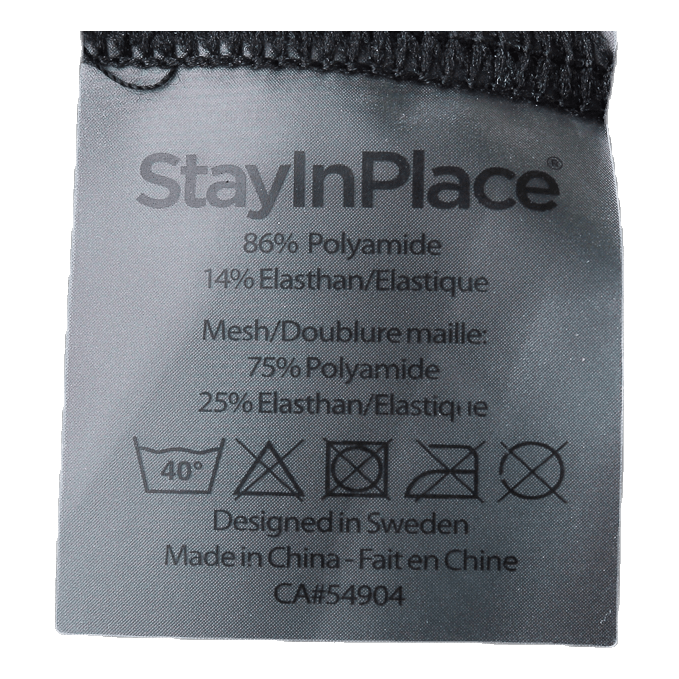 StayInPlace®
86% Polyamide
14% Elasthan/Elastique
Mesh/Doublure maille:
75% Polyamide
25% Elasthan/Elastique
40°
Designed in Sweden
Made in China - Fait en Chine
CA#54904